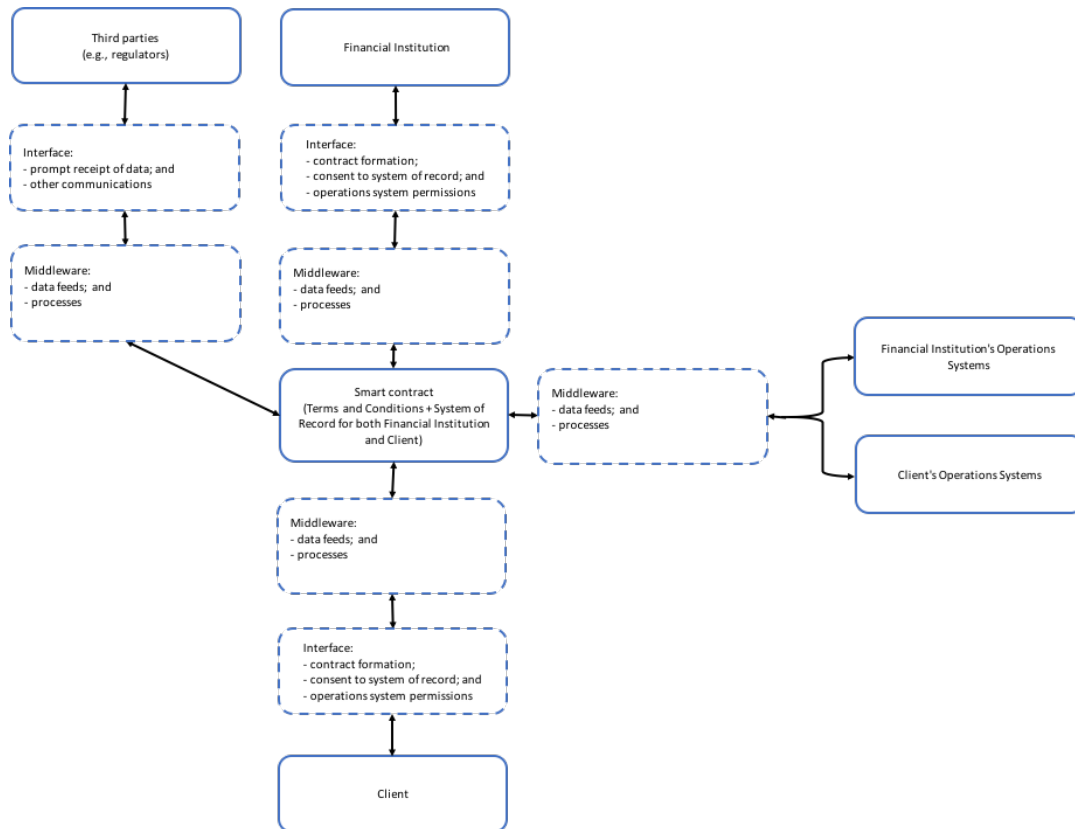 Third parties
(e.g., regulators)
Financial Institution
Interface:
- prompt receipt of data; and
- other communications
Interface:
- contract formation;
- consent to system of record; and
- operations system permissions
Middleware:
- data feeds; and
- processes
Middleware:
- data feeds; and
- processes
Smart contract
(Terms and Conditions + System of
Record for both Financial Institution
and Client)
Middleware:
- data feeds; and
- processes
Financial Institution's Operations
Systems
Client's Operations Systems
Middleware:
- data feeds; and
- processes
Interface:
- contract formation;
- consent to system of record; and
- operations system permissions
Client